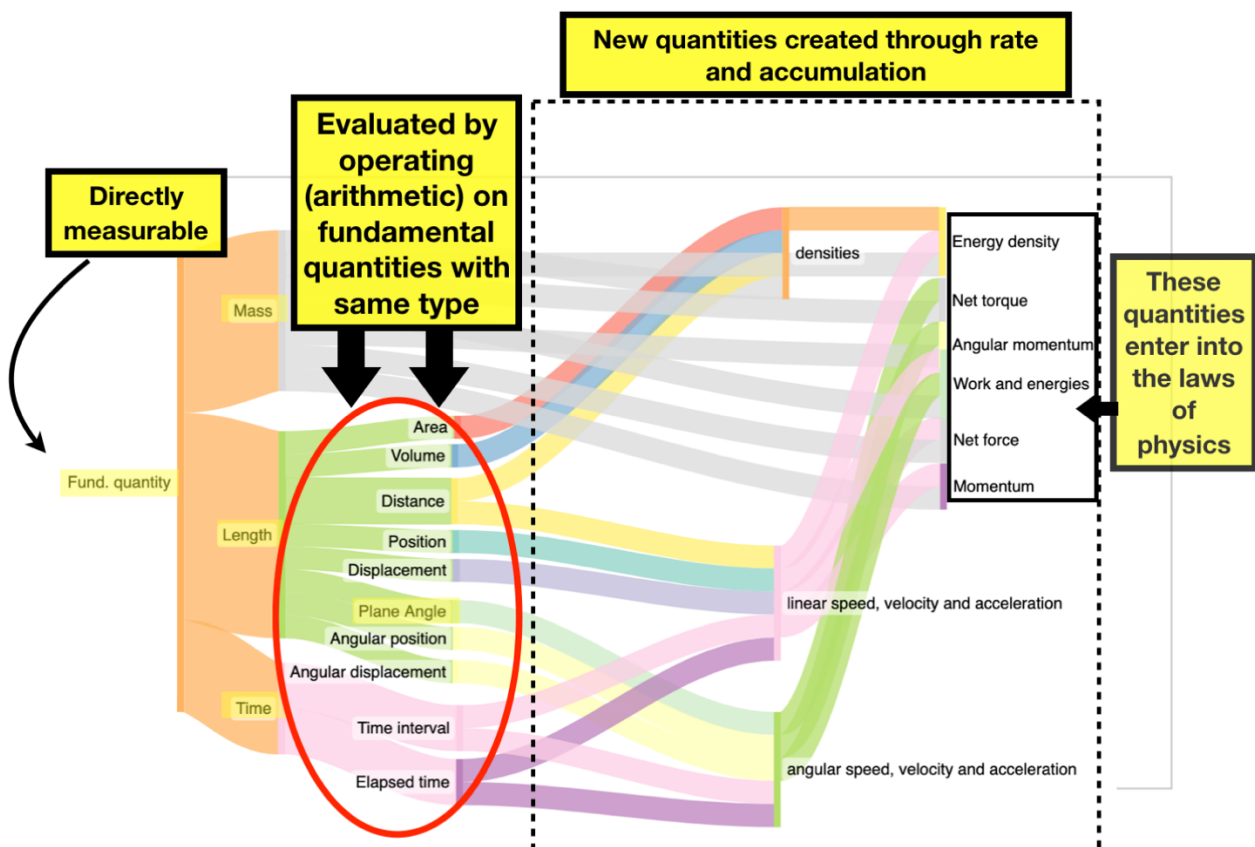 New quantities created through rate
and accumulation
Evaluated by
operating
(arithmetic) on
fundamental
quantities with
same type
Directly
measurable
Fund. quantity
Mass
Length
Time
Area
Volume
Distance
Position
Displacement
Plane Angle
Angular position
Angular displacement
Time interval
Elapsed time
densities
linear speed, velocity and acceleration
angular speed, velocity and acceleration
Energy density
Net torque
Angular momentum
Work and energies
Net force
Momentum
These
quantities
enter into
the laws
of
physics